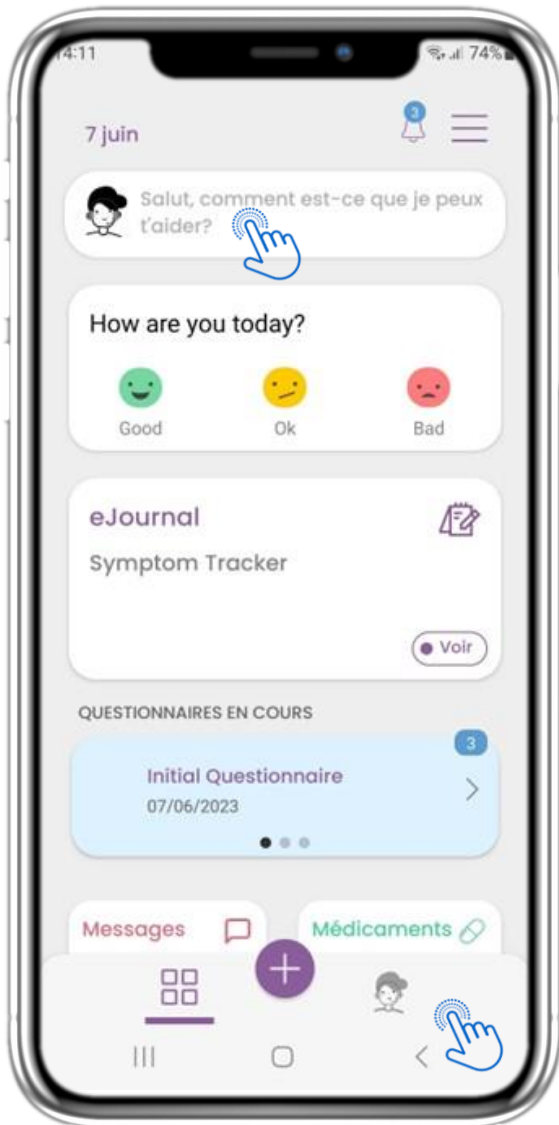 14:11
74%
7 juin
3
Salut, comment est-ce que je peux
t'aider?
How are you today?
Good Ok Bad
eJournal
Symptom Tracker
Voir
QUESTIONNAIRES EN COURS
3
Initial Questionnaire
07/06/2023
Messages
Médicaments